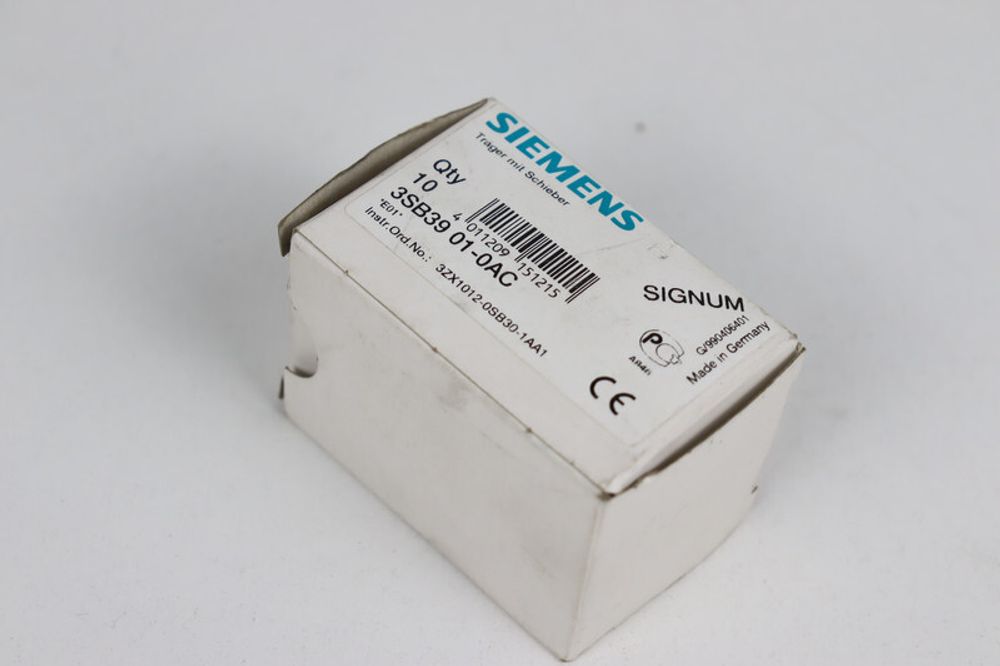 SIEMENS
Träger mit Schieber
Qty
10
3SB39 01-0AC
*E01*
Instr.Ord.No.: 3ZX1012-0SB30-1AA1
4 011209 151215
SIGNUM
G/990406401
Made in Germany
CE